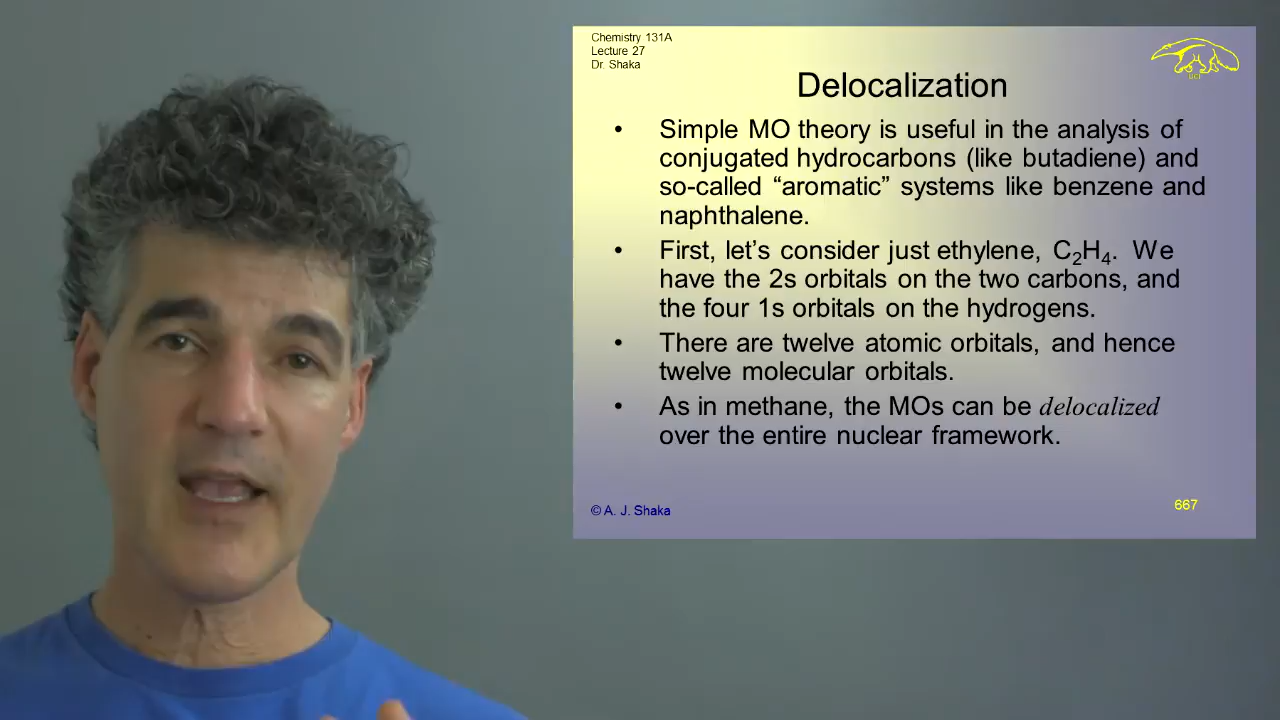 Chemistry 131A
Lecture 27
Dr. Shaka
UCI
Delocalization
• Simple MO theory is useful in the analysis of
conjugated hydrocarbons (like butadiene) and
so-called “aromatic” systems like benzene and
naphthalene.
• First, let’s consider just ethylene, C₂H₄. We
have the 2s orbitals on the two carbons, and
the four 1s orbitals on the hydrogens.
• There are twelve atomic orbitals, and hence
twelve molecular orbitals.
• As in methane, the MOs can be delocalized
over the entire nuclear framework.
© A. J. Shaka
667